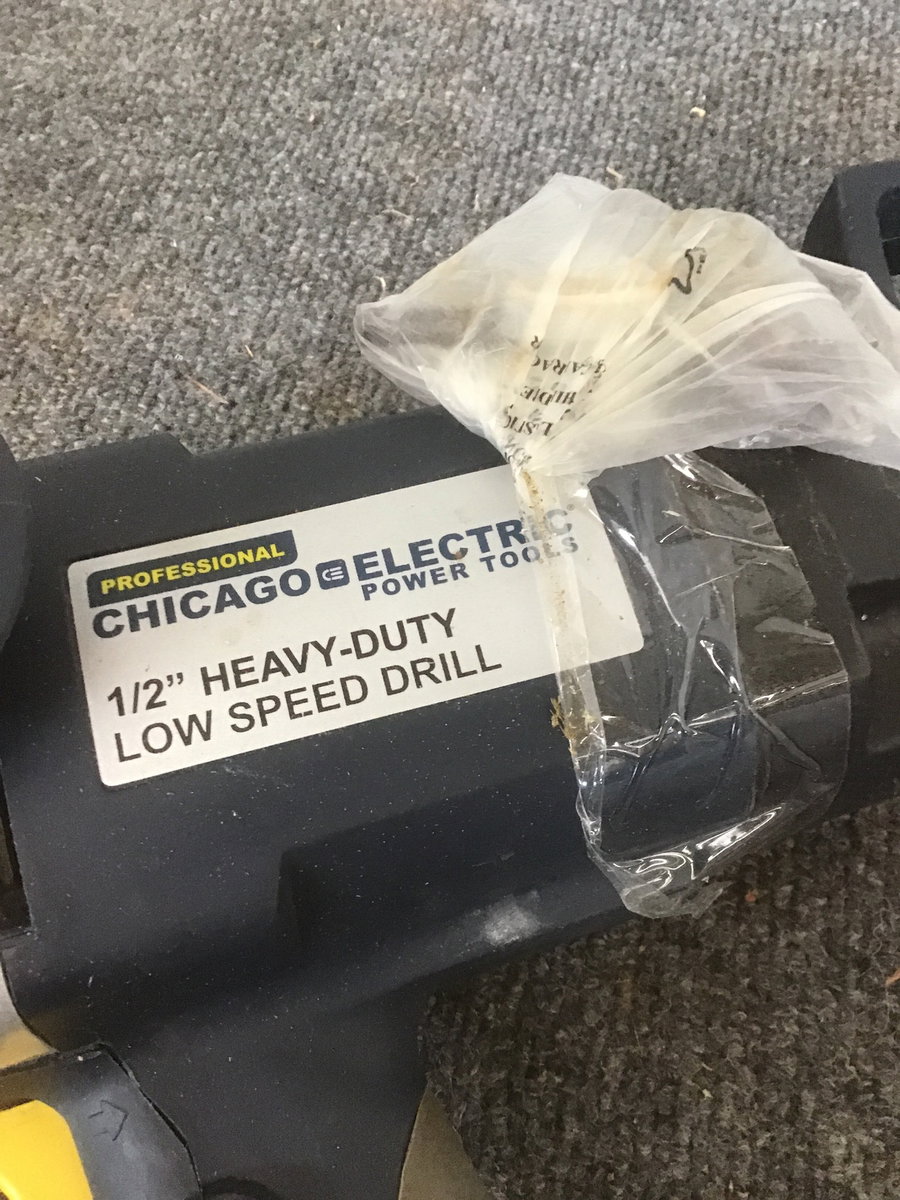 PROFESSIONAL
CHICAGO ELECTRIC
POWER TOOLS
1/2” HEAVY-DUTY
LOW SPEED DRILL